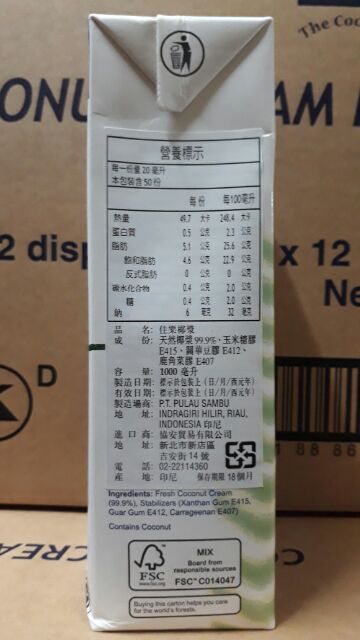 The Coc
ONU
AM
2 disp
x 12
Ne
D
營養標示
每一份量 20 毫升
本包裝含 50 份
每份 每100毫升
熱量 49.7 大卡 248.4 大卡
蛋白質 0.5 公克 2.3 公克
脂肪 5.1 公克 25.6 公克
飽和脂肪 4.6 公克 22.9 公克
反式脂肪 0 公克 0 公克
碳水化合物 0.4 公克 2.0 公克
糖 0.4 公克 2.0 公克
鈉 6 毫克 32 毫克
品 名: 佳樂椰漿
成 份: 天然椰漿 99.9%、玉米糖膠
E415、關華豆膠 E412、
鹿角菜膠 E407
容 量: 1000 毫升
製造日期: 標示於包裝上 (日/月/西元年)
有效日期: 標示於包裝上 (日/月/西元年)
製造廠商: P.T. PULAU SAMBU
地 址: INDRAGIRI HILIR, RIAU,
INDONESIA 印尼
進 口 商: 協安貿易有限公司
地 址: 新北市新店區
吉安街 14 號
電 話: 02-22114360
產 地: 印尼 保存期限 18 個月
Ingredients: Fresh Coconut Cream
(99.9%), Stabilizers (Xanthan Gum E415,
Guar Gum E412, Carrageenan E407)
Contains Coconut
FSC
www.fsc.org
MIX
Board from
responsible sources
FSC™ C014047
Buying this carton helps you care
for the world's forests.